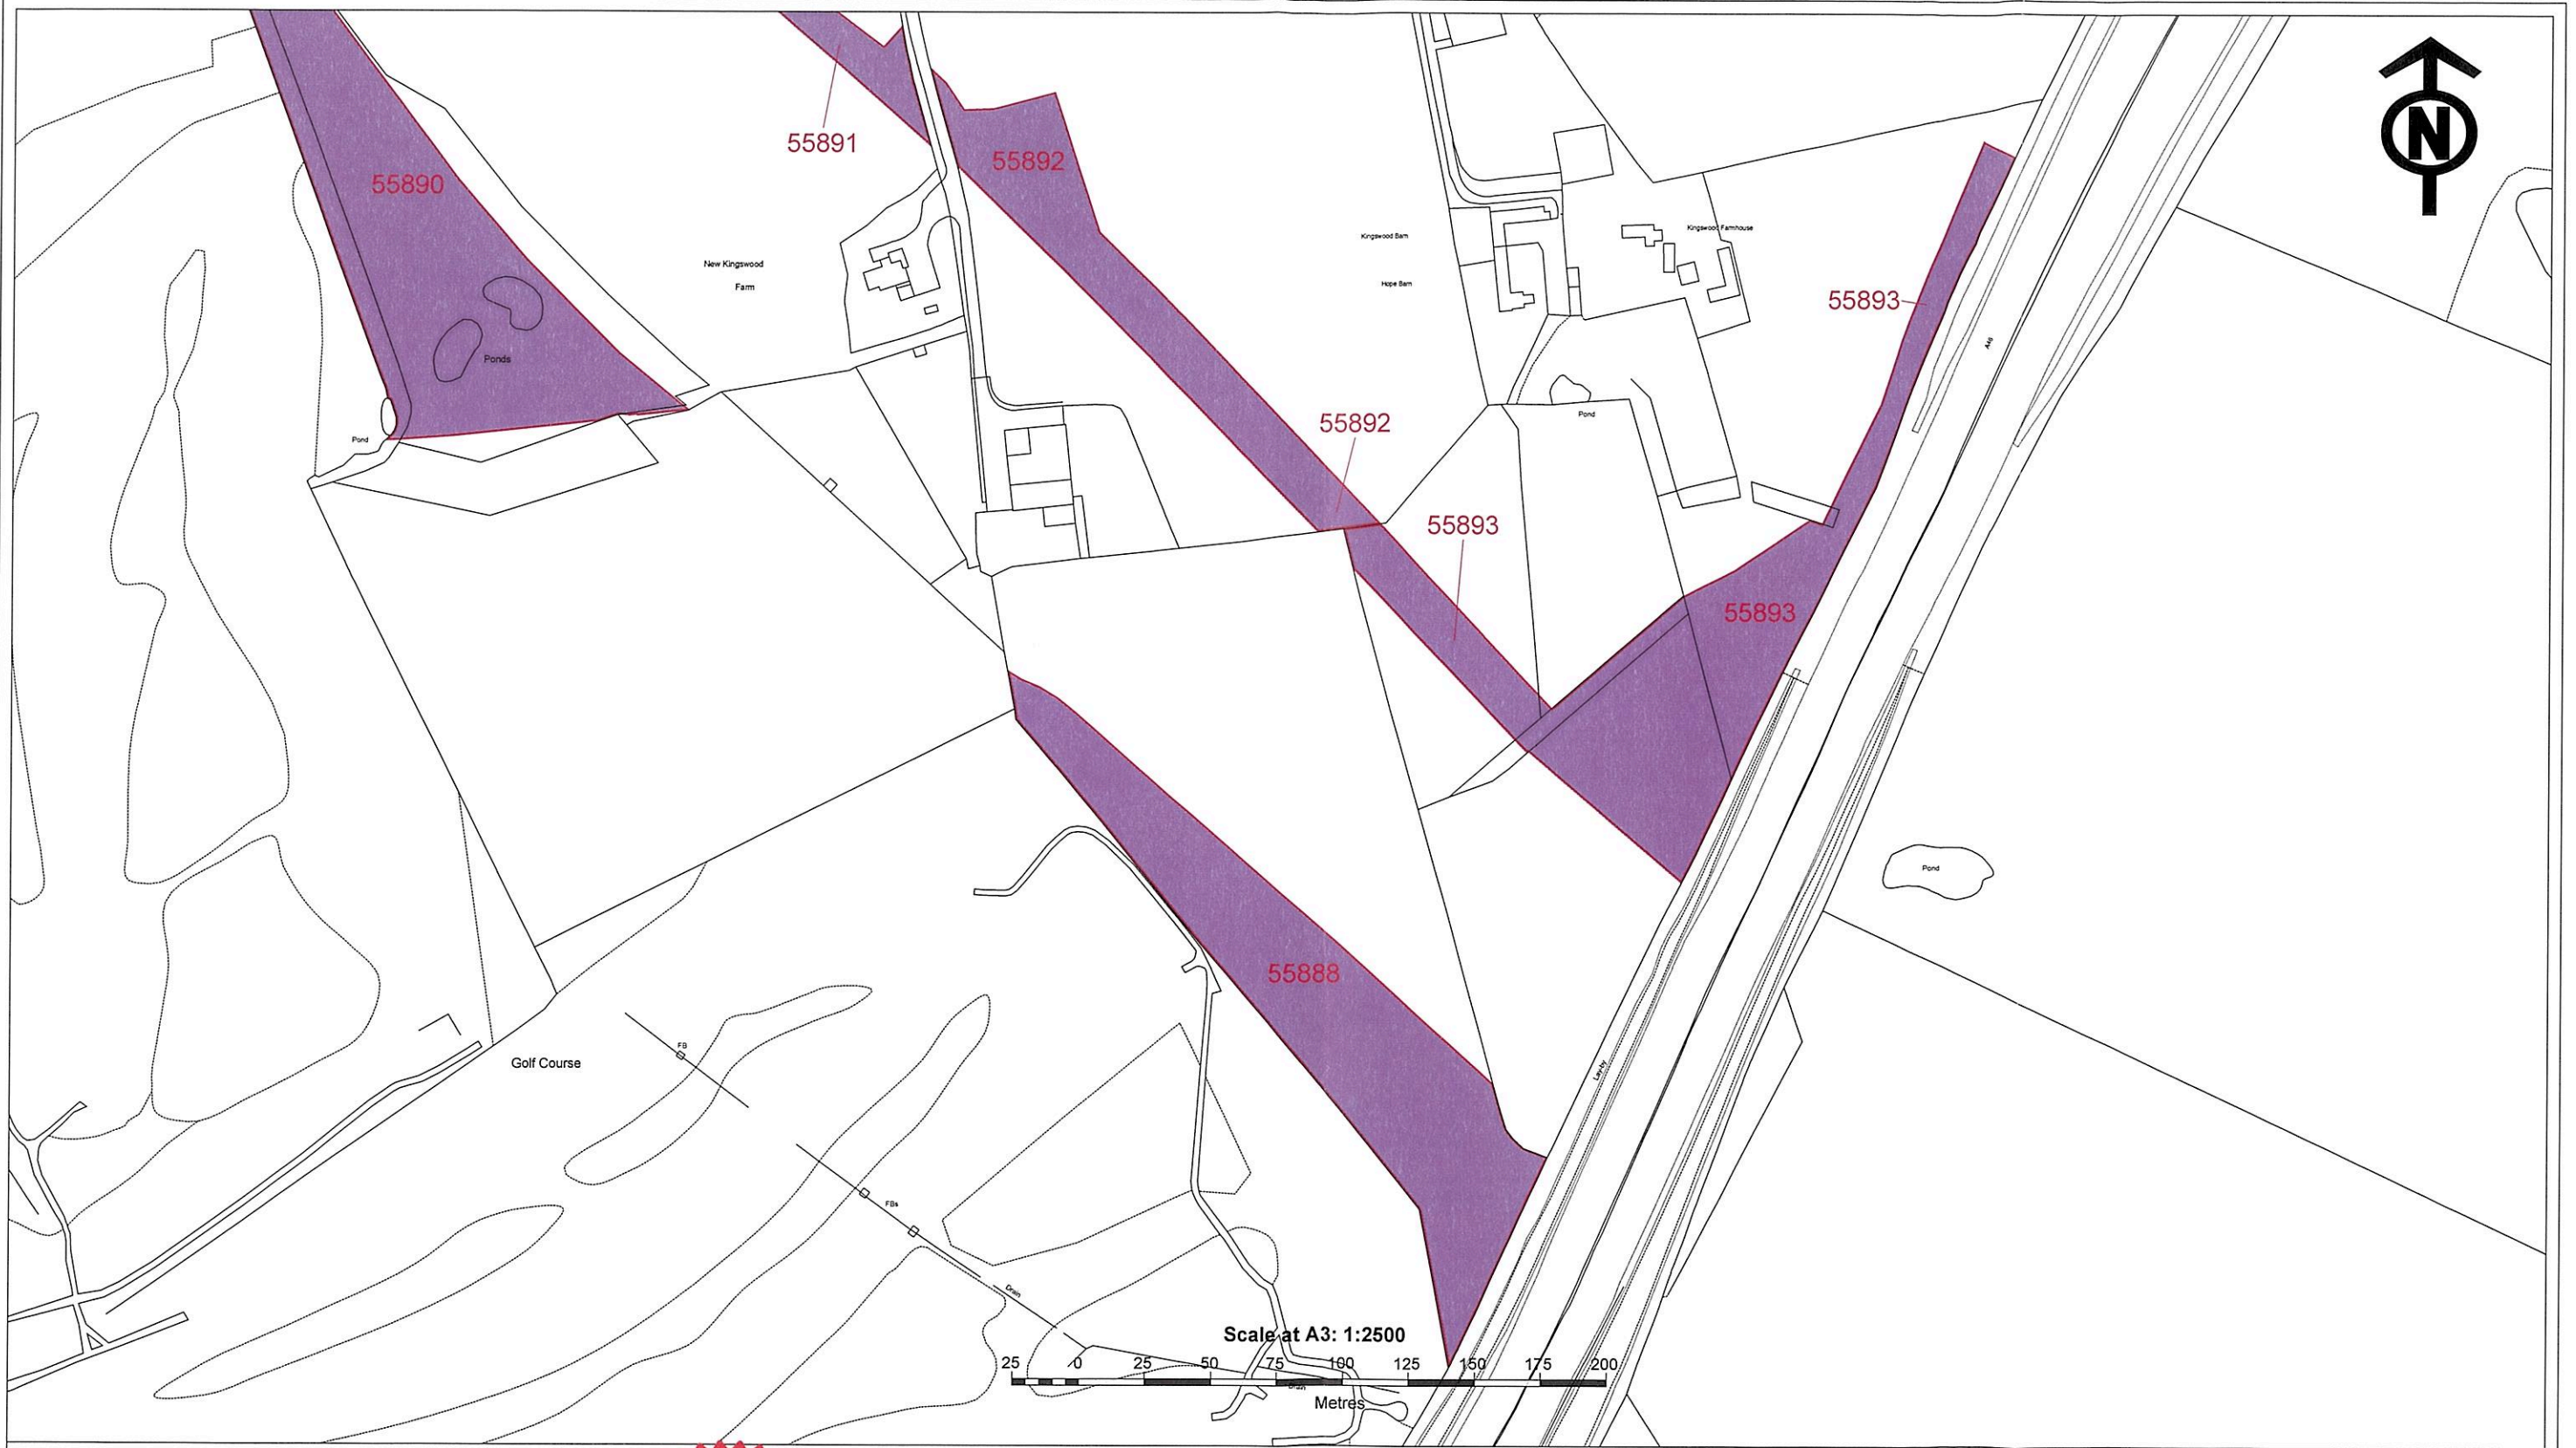 N
55891
55892
55890
Kingswood Barn
Kingswood Farmhouse
New Kingswood
Farm
Hope Barn
55893
A46
Ponds
Pond
55892
Pond
55893
55893
Pond
55888
Lay-by
Golf Course
FB
FBs
Drain
Scale at A3: 1:2500
25 0 25 50 75 100 125 150 175 200
Drain
Metres